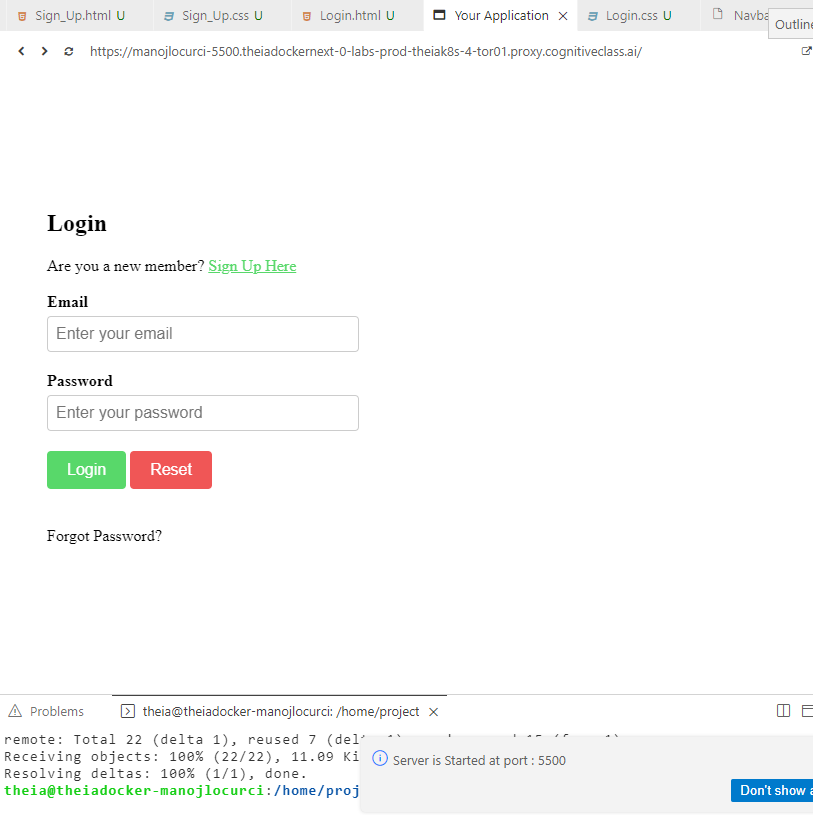 Sign_Up.html U Sign_Up.css U Login.html U Your Application Login.css U Navba
Outline
https://manojlocurci-5500.theiadockernext-0-labs-prod-theiak8s-4-tor01.proxy.cognitiveclass.ai/
Login
Are you a new member? Sign Up Here
Email
Enter your email
Password
Enter your password
Login Reset
Forgot Password?
Problems theia@theiadocker-manojlocurci: /home/project
remote: Total 22 (delta 1), reused 7 (delt
Receiving objects: 100% (22/22), 11.09 Ki
Resolving deltas: 100% (1/1), done.
theia@theiadocker-manojlocurci:/home/proj
Server is Started at port : 5500
Don't show a